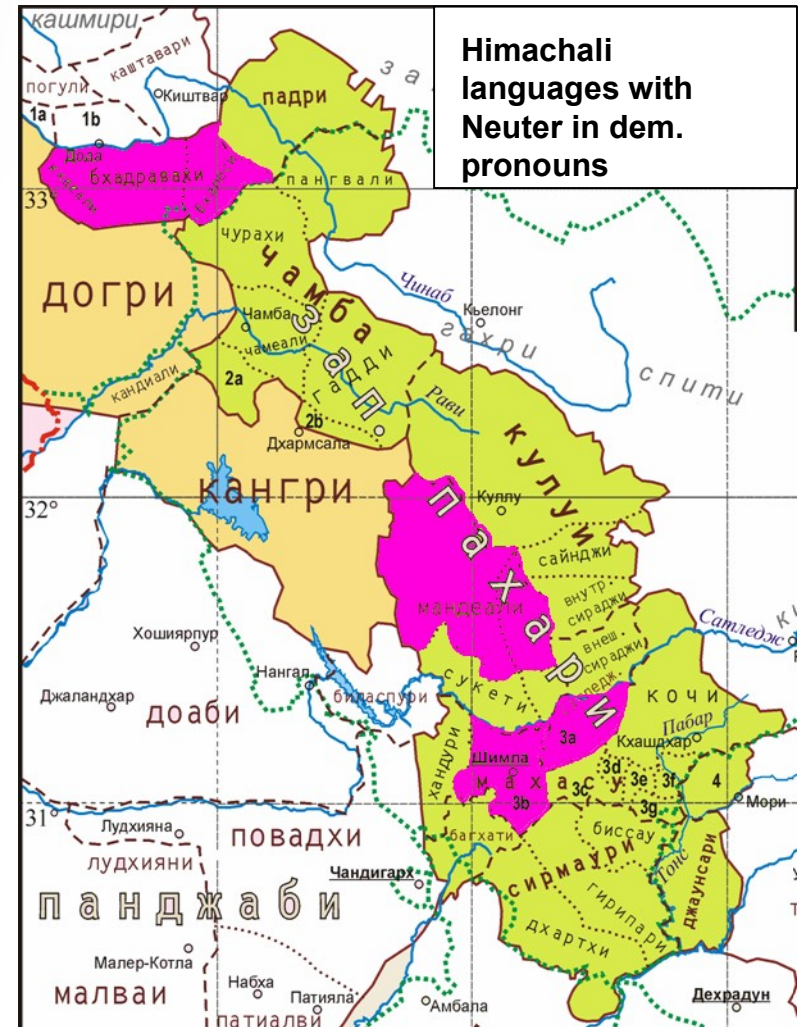 кашмири
Himachali
languages with
Neuter in dem.
pronouns
каштавари
погули
Киштвар
падри
1a
1b
Дода
бхадравахи
пангвали
33°
чурахи
чамба
догри
Чинаб
Кьелонг
Чамба
чамеали
гахри
спити
зап.
гадди
кандиали
2a
2b
Рави
Дхармсала
кулуи
кангри
32°
Куллу
пахари
сайнджи
мандеали
внутр.
сираджи
внеш.
сираджи
Сатледж
Хошиярпур
Нангал
сукети
биласпури
кочи
Джаландхар
доаби
Пабар
3a
Кхашдхар
хандури
Шимла
3d
махасу
3e
3f
4
3c
3b
3g
Мори
31°
Лудхияна
повадхи
багхати
биссау
лудхияни
сирмаури
Тонс
джаунсари
Чандигарх
панджаби
гирипари
дхартхи
Малер-Котла
малваи
Набха
Патияла
Амбала
Дехрадун
патиалви